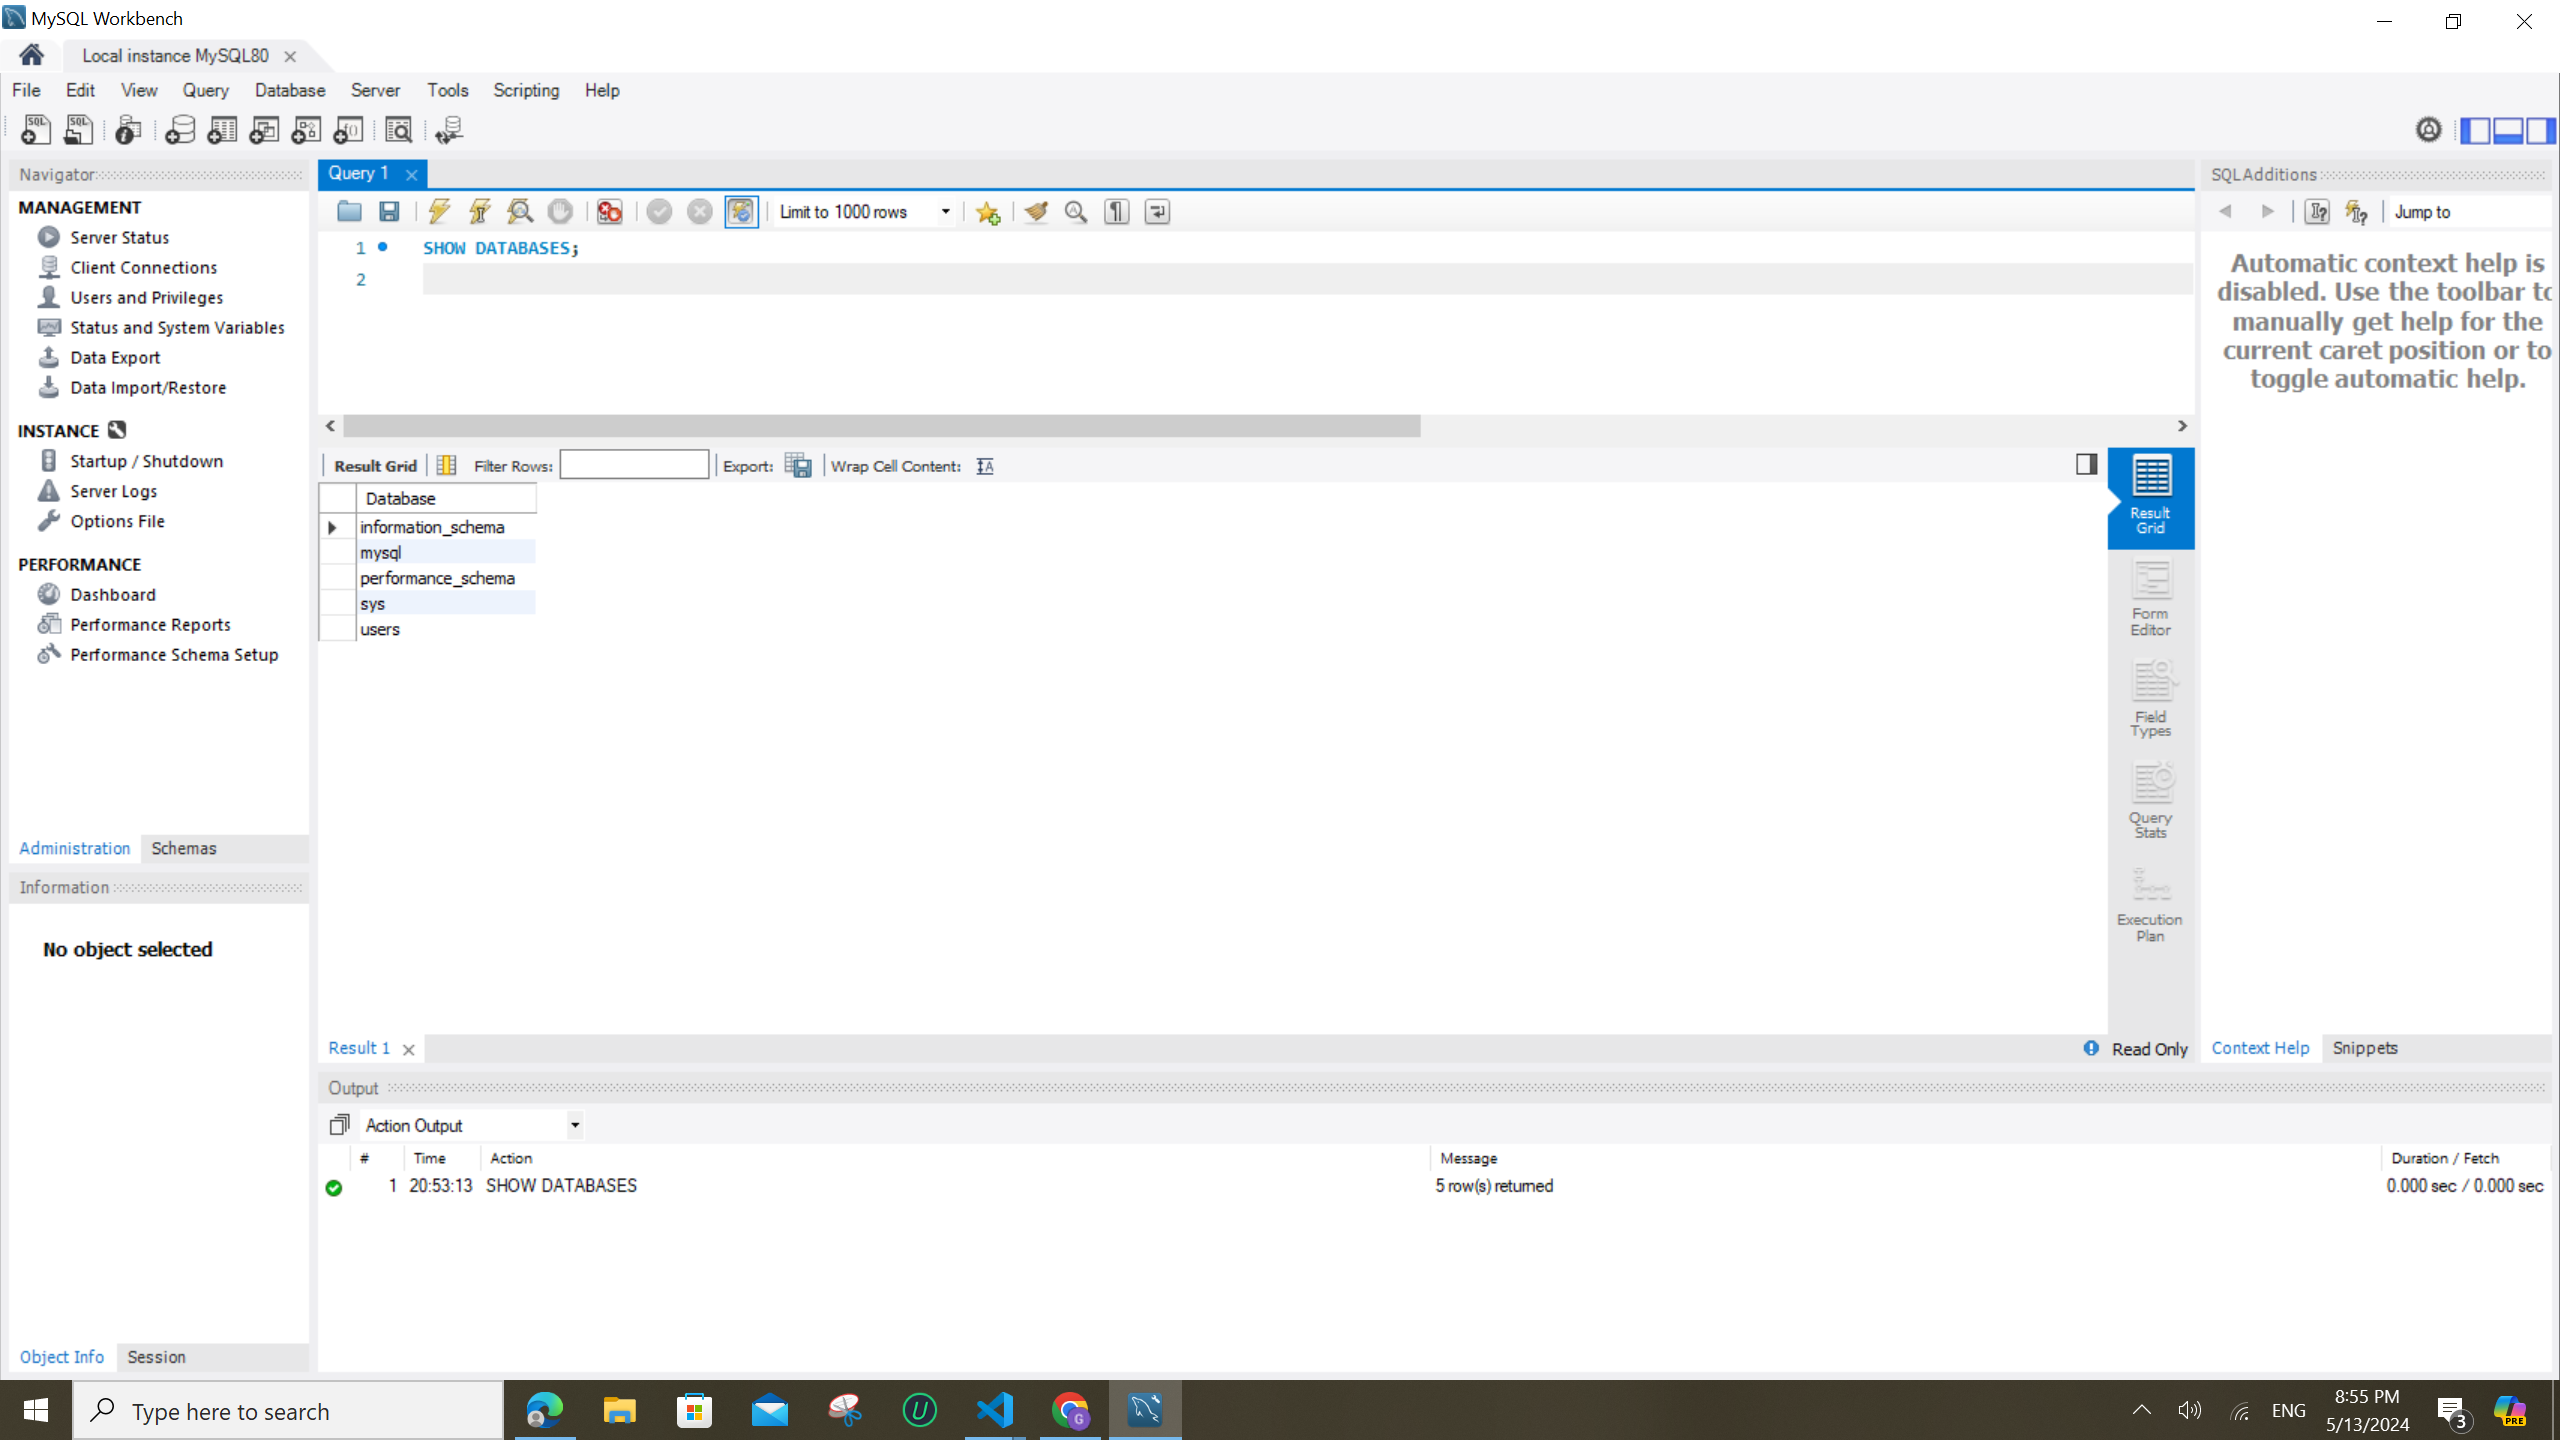 MySQL Workbench
Local instance MySQL80
File Edit View Query Database Server Tools Scripting Help
Navigator
MANAGEMENT
Server Status
Client Connections
Users and Privileges
Status and System Variables
Data Export
Data Import/Restore
INSTANCE
Startup / Shutdown
Server Logs
Options File
PERFORMANCE
Dashboard
Performance Reports
Performance Schema Setup
Administration Schemas
Information
No object selected
Object Info Session
Query 1
Limit to 1000 rows
1 SHOW DATABASES;
2
Result Grid Filter Rows: Export: Wrap Cell Content:
Database
information_schema
mysql
performance_schema
sys
users
Result
Grid
Form
Editor
Field
Types
Query
Stats
Execution
Plan
Result 1
Read Only
SQLAdditions
Jump to
Automatic context help is
disabled. Use the toolbar to
manually get help for the
current caret position or to
toggle automatic help.
Context Help Snippets
Output
Action Output
# Time Action Message Duration / Fetch
1 20:53:13 SHOW DATABASES 5 row(s) returned 0.000 sec / 0.000 sec
Type here to search
G
ENG
8:55 PM
5/13/2024
3
PRE